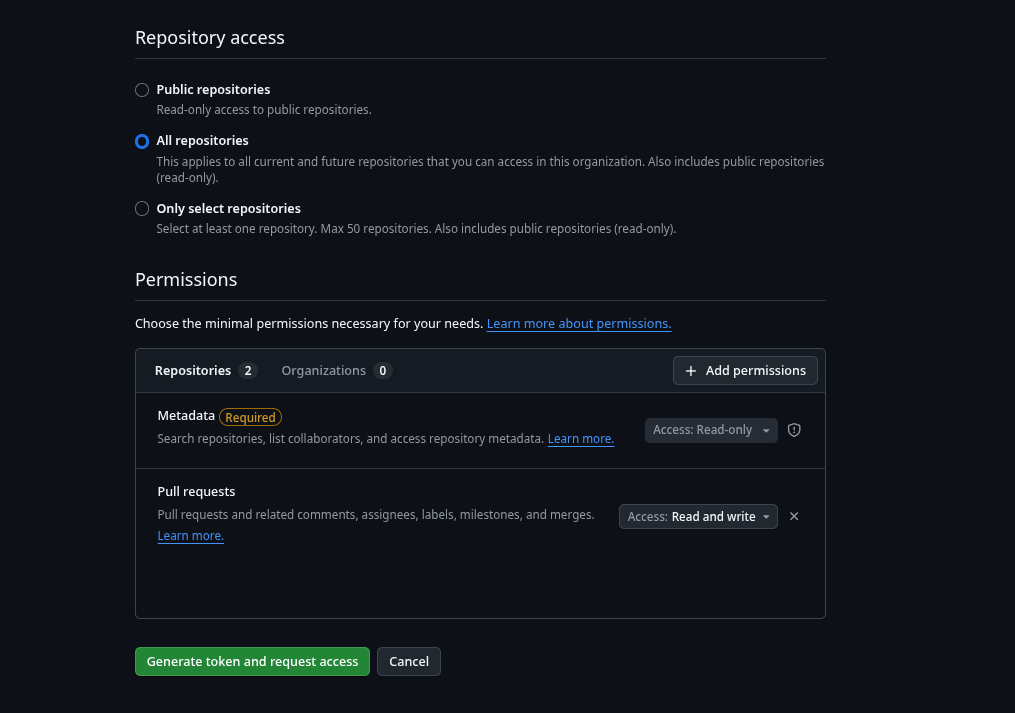 Repository access
Public repositories
Read-only access to public repositories.
All repositories
This applies to all current and future repositories that you can access in this organization. Also includes public repositories
(read-only).
Only select repositories
Select at least one repository. Max 50 repositories. Also includes public repositories (read-only).
Permissions
Choose the minimal permissions necessary for your needs. Learn more about permissions.
Repositories 2 Organizations 0 + Add permissions
Metadata Required
Search repositories, list collaborators, and access repository metadata. Learn more. Access: Read-only
Pull requests
Pull requests and related comments, assignees, labels, milestones, and merges. Access: Read and write
Learn more.
Generate token and request access Cancel